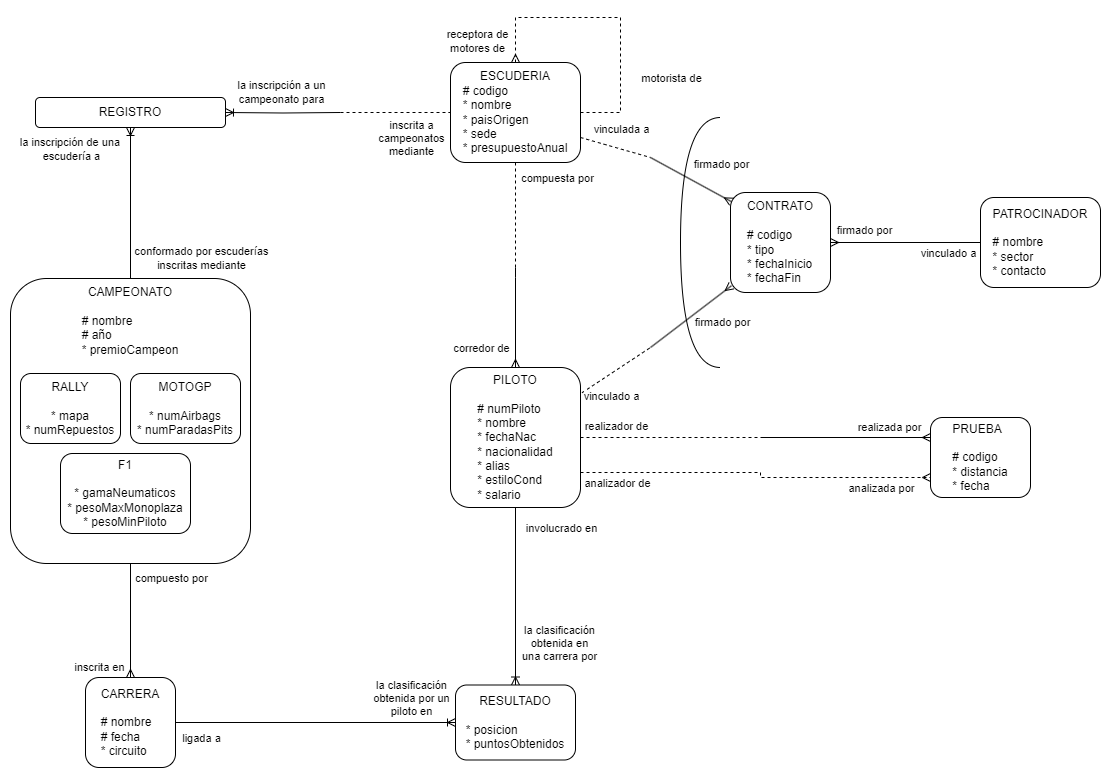 receptora de
motores de
motorista de
ESCUDERIA
# codigo
* nombre
* paisOrigen
* sede
* presupuestoAnual
la inscripción a un
campeonato para
inscrita a
campeonatos
mediante
REGISTRO
la inscripción de una
escudería a
vinculada a
firmado por
compuesta por
CONTRATO
# codigo
* tipo
* fechaInicio
* fechaFin
firmado por
vinculado a
PATROCINADOR
# nombre
* sector
* contacto
conformado por escuderías
inscritas mediante
CAMPEONATO
# nombre
# año
* premioCampeon
RALLY
* mapa
* numRepuestos
MOTOGP
* numAirbags
* numParadasPits
F1
* gamaNeumaticos
* pesoMaxMonoplaza
* pesoMinPiloto
firmado por
corredor de
vinculado a
PILOTO
# numPiloto
* nombre
* fechaNac
* nacionalidad
* alias
* estiloCond
* salario
realizador de
realizada por
analizador de
analizada por
PRUEBA
# codigo
* distancia
* fecha
involucrado en
compuesto por
inscrita en
la clasificación
obtenida en
una carrera por
CARRERA
# nombre
# fecha
* circuito
ligada a
la clasificación
obtenida por un
piloto en
RESULTADO
* posicion
* puntosObtenidos